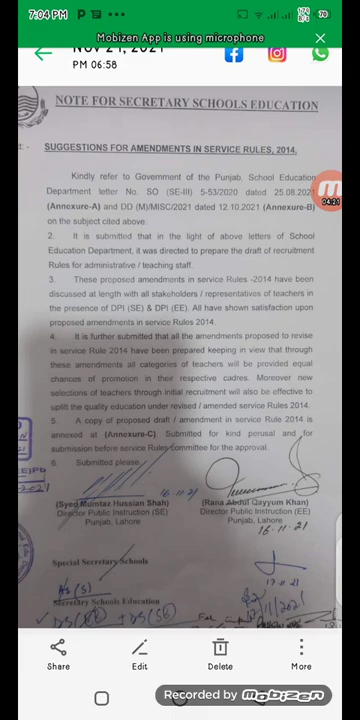 7:04 PM
Mobizen App is using microphone
Nov 21, 2021
PM 06:58
NOTE FOR SECRETARY SCHOOLS EDUCATION
SUGGESTIONS FOR AMENDMENTS IN SERVICE RULES, 2014.
Kindly refer to Government of the Punjab, School Education
Department letter No. SO (SE-III) 5-53/2020 dated 25.08.2021
(Annexure-A) and DD (M)/MISC/2021 dated 12.10.2021 (Annexure-B)
on the subject cited above.
2. It is submitted that in the light of above letters of School
Education Department, it was directed to prepare the draft of recruitment
Rules for administrative / teaching staff.
3. These proposed amendments in service Rules -2014 have been
discussed at length with all stakeholders / representatives of teachers in
the presence of DPI (SE) & DPI (EE). All have shown satisfaction upon
proposed amendments in service Rules 2014.
4. It is further submitted that all the amendments proposed to revise
in service Rule 2014 have been prepared keeping in view that through
these amendments all categories of teachers will be provided equal
chances of promotion in their respective cadres. Moreover new
selections of teachers through initial recruitment will also be effective to
uplift the quality education under revised / amended service Rules 2014.
5. A copy of proposed draft / amendment in service Rule 2014 is
annexed at (Annexure-C) Submitted for kind perusal and for
submission before service Rules committee for the approval.
6. Submitted please.
16-11-21
(Syed Mumtaz Hussian Shah) (Rana Abdul Qayyum Khan)
Director Public Instruction (SE) Director Public Instruction (EE)
Punjab, Lahore Punjab, Lahore
16-11-21
Special Secretary Schools
17-11-21
Secretary Schools Education
04:21
Share Edit Delete More
Recorded by mobizen